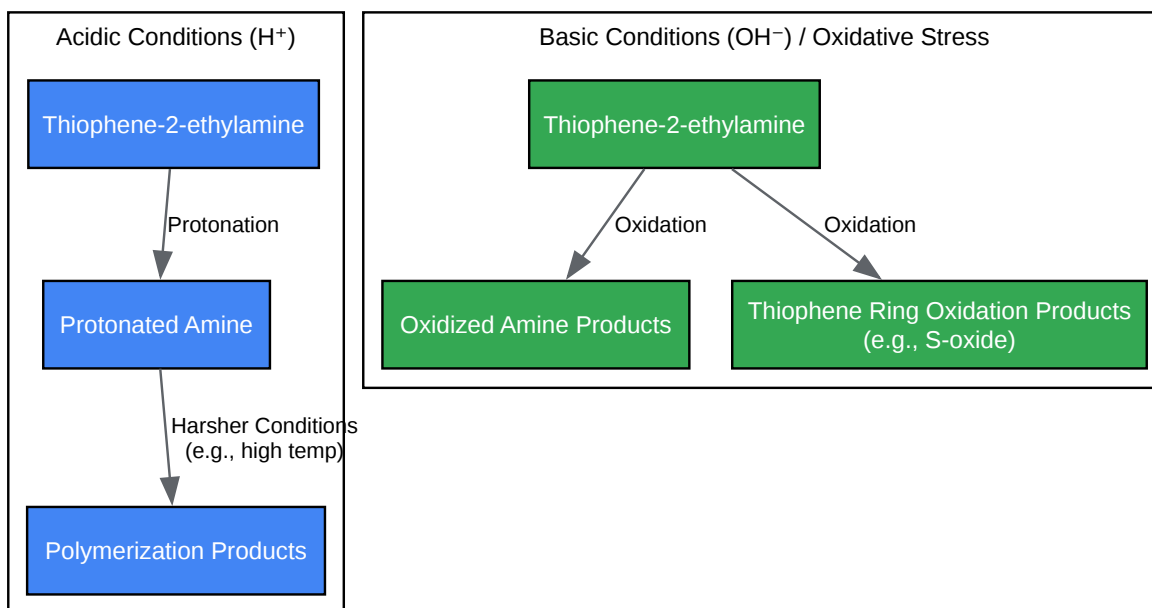 Acidic Conditions (H⁺)
Thiophene-2-ethylamine
Protonation
Protonated Amine
Harsher Conditions
(e.g., high temp)
Polymerization Products
Basic Conditions (OH⁻) / Oxidative Stress
Thiophene-2-ethylamine
Oxidation
Oxidation
Oxidized Amine Products
Thiophene Ring Oxidation Products
(e.g., S-oxide)